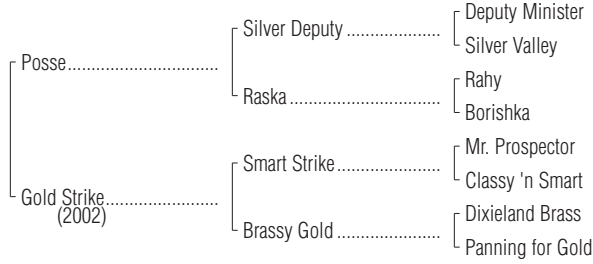 Deputy Minister
Silver Deputy ....................
Silver Valley
Posse................................
Rahy
Raska................................
Borishka
Mr. Prospector
Smart Strike......................
Classy 'n Smart
Gold Strike........................
(2002)
Dixieland Brass
Brassy Gold ......................
Panning for Gold